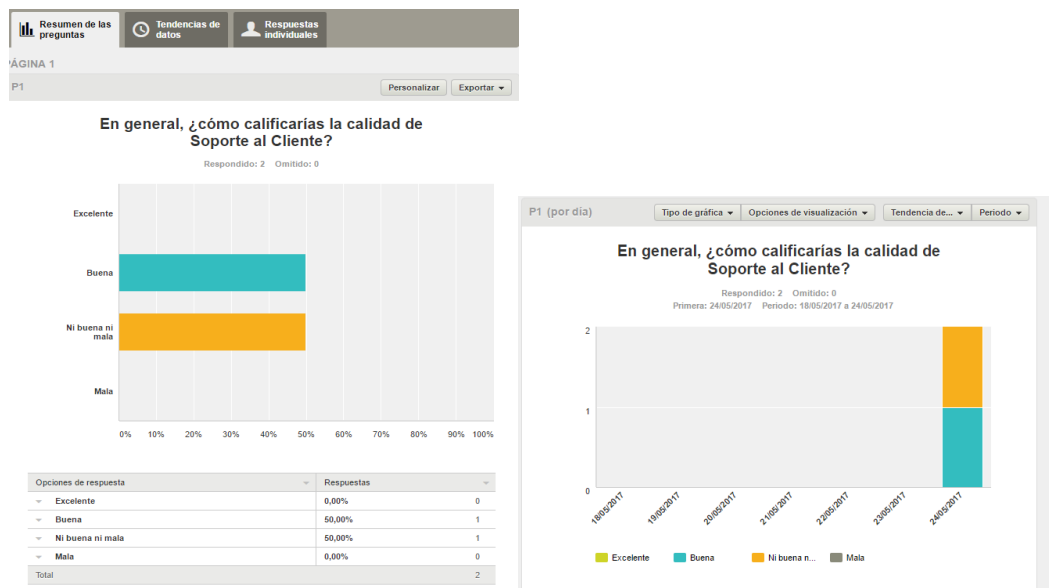 Resumen de las
preguntas
Tendencias de
datos
Respuestas
individuales
PÁGINA 1
P1
Personalizar
Exportar
En general, ¿cómo calificarías la calidad de
Soporte al Cliente?
Respondido: 2 Omitido: 0
Excelente
Buena
Ni buena ni
mala
Mala
0% 10% 20% 30% 40% 50% 60% 70% 80% 90% 100%
Opciones de respuesta Respuestas
Excelente 0,00% 0
Buena 50,00% 1
Ni buena ni mala 50,00% 1
Mala 0,00% 0
Total 2
P1 (por día)
Tipo de gráfica Opciones de visualización Tendencia de... Periodo
En general, ¿cómo calificarías la calidad de
Soporte al Cliente?
Respondido: 2 Omitido: 0
Primera: 24/05/2017 Periodo: 18/05/2017 a 24/05/2017
2
1
0
18/05/2017 19/05/2017 20/05/2017 21/05/2017 22/05/2017 23/05/2017 24/05/2017
Excelente Buena Ni buena n... Mala